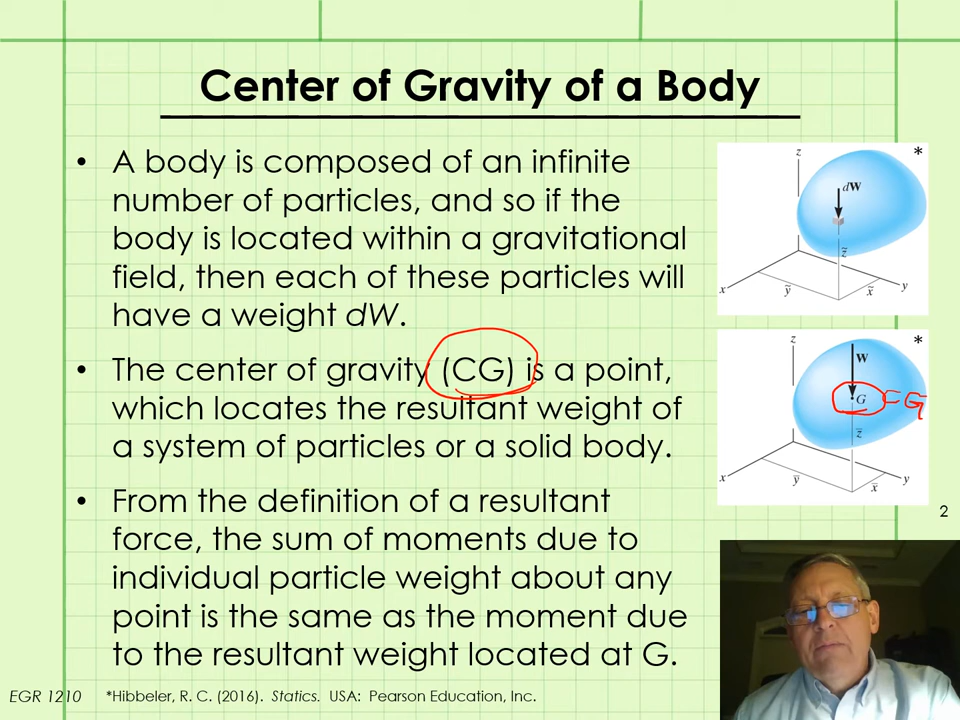 Center of Gravity of a Body
• A body is composed of an infinite
number of particles, and so if the
body is located within a gravitational
field, then each of these particles will
have a weight dW.
• The center of gravity (CG) is a point,
which locates the resultant weight of
a system of particles or a solid body.
• From the definition of a resultant
force, the sum of moments due to
individual particle weight about any
point is the same as the moment due
to the resultant weight located at G.
z
*
dW
z̃
x
ỹ
x̃
y
z
*
W
G
CG
z̅
x
y̅
x̅
y
2
EGR 1210
*Hibbeler, R. C. (2016). Statics. USA: Pearson Education, Inc.